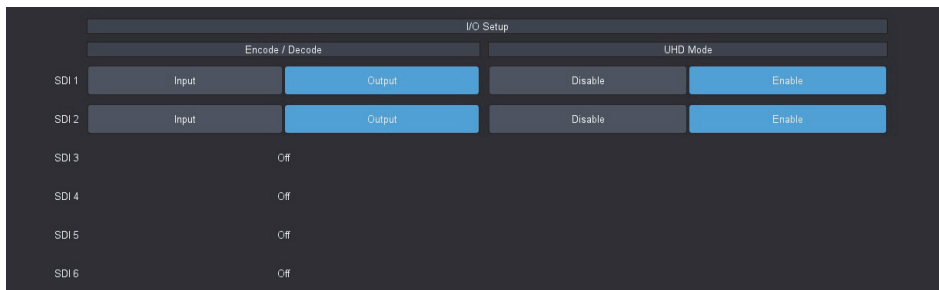 I/O Setup
Encode / Decode UHD Mode
SDI 1 Input Output Disable Enable
SDI 2 Input Output Disable Enable
SDI 3 Off
SDI 4 Off
SDI 5 Off
SDI 6 Off